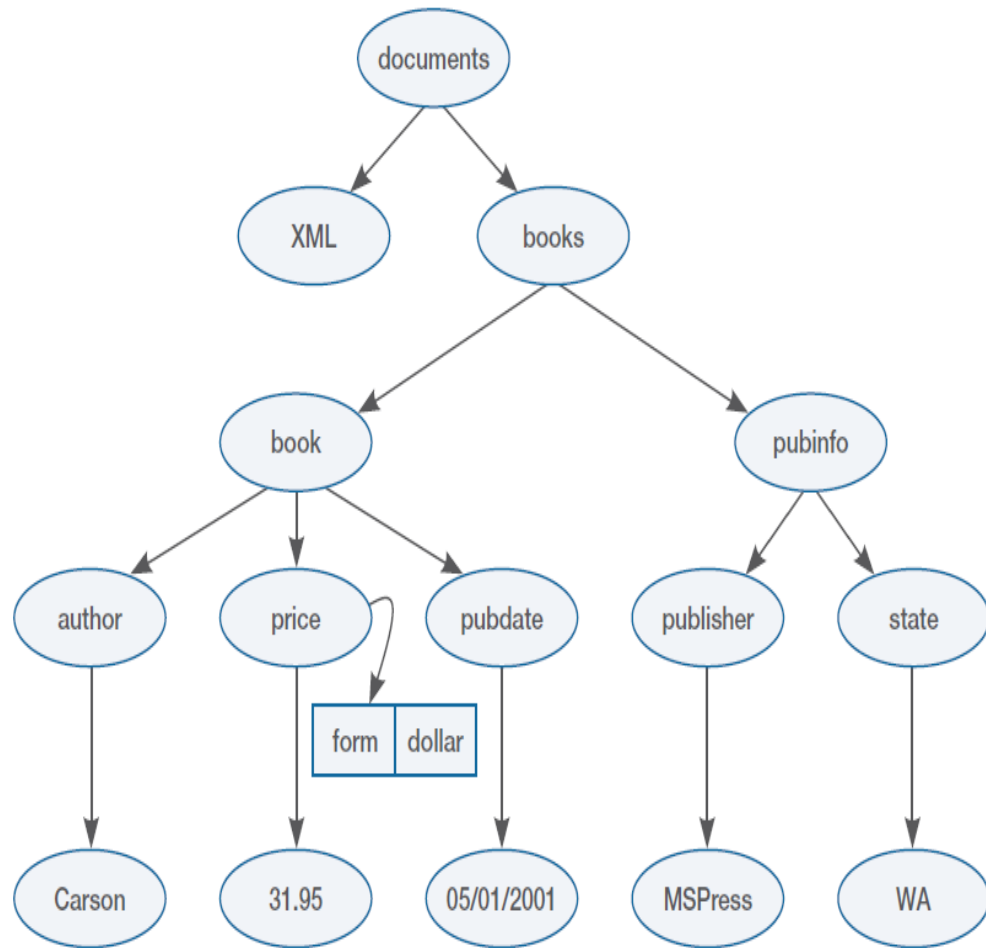 documents
XML
books
book
pubinfo
author
price
pubdate
publisher
state
form dollar
Carson
31.95
05/01/2001
MSPress
WA